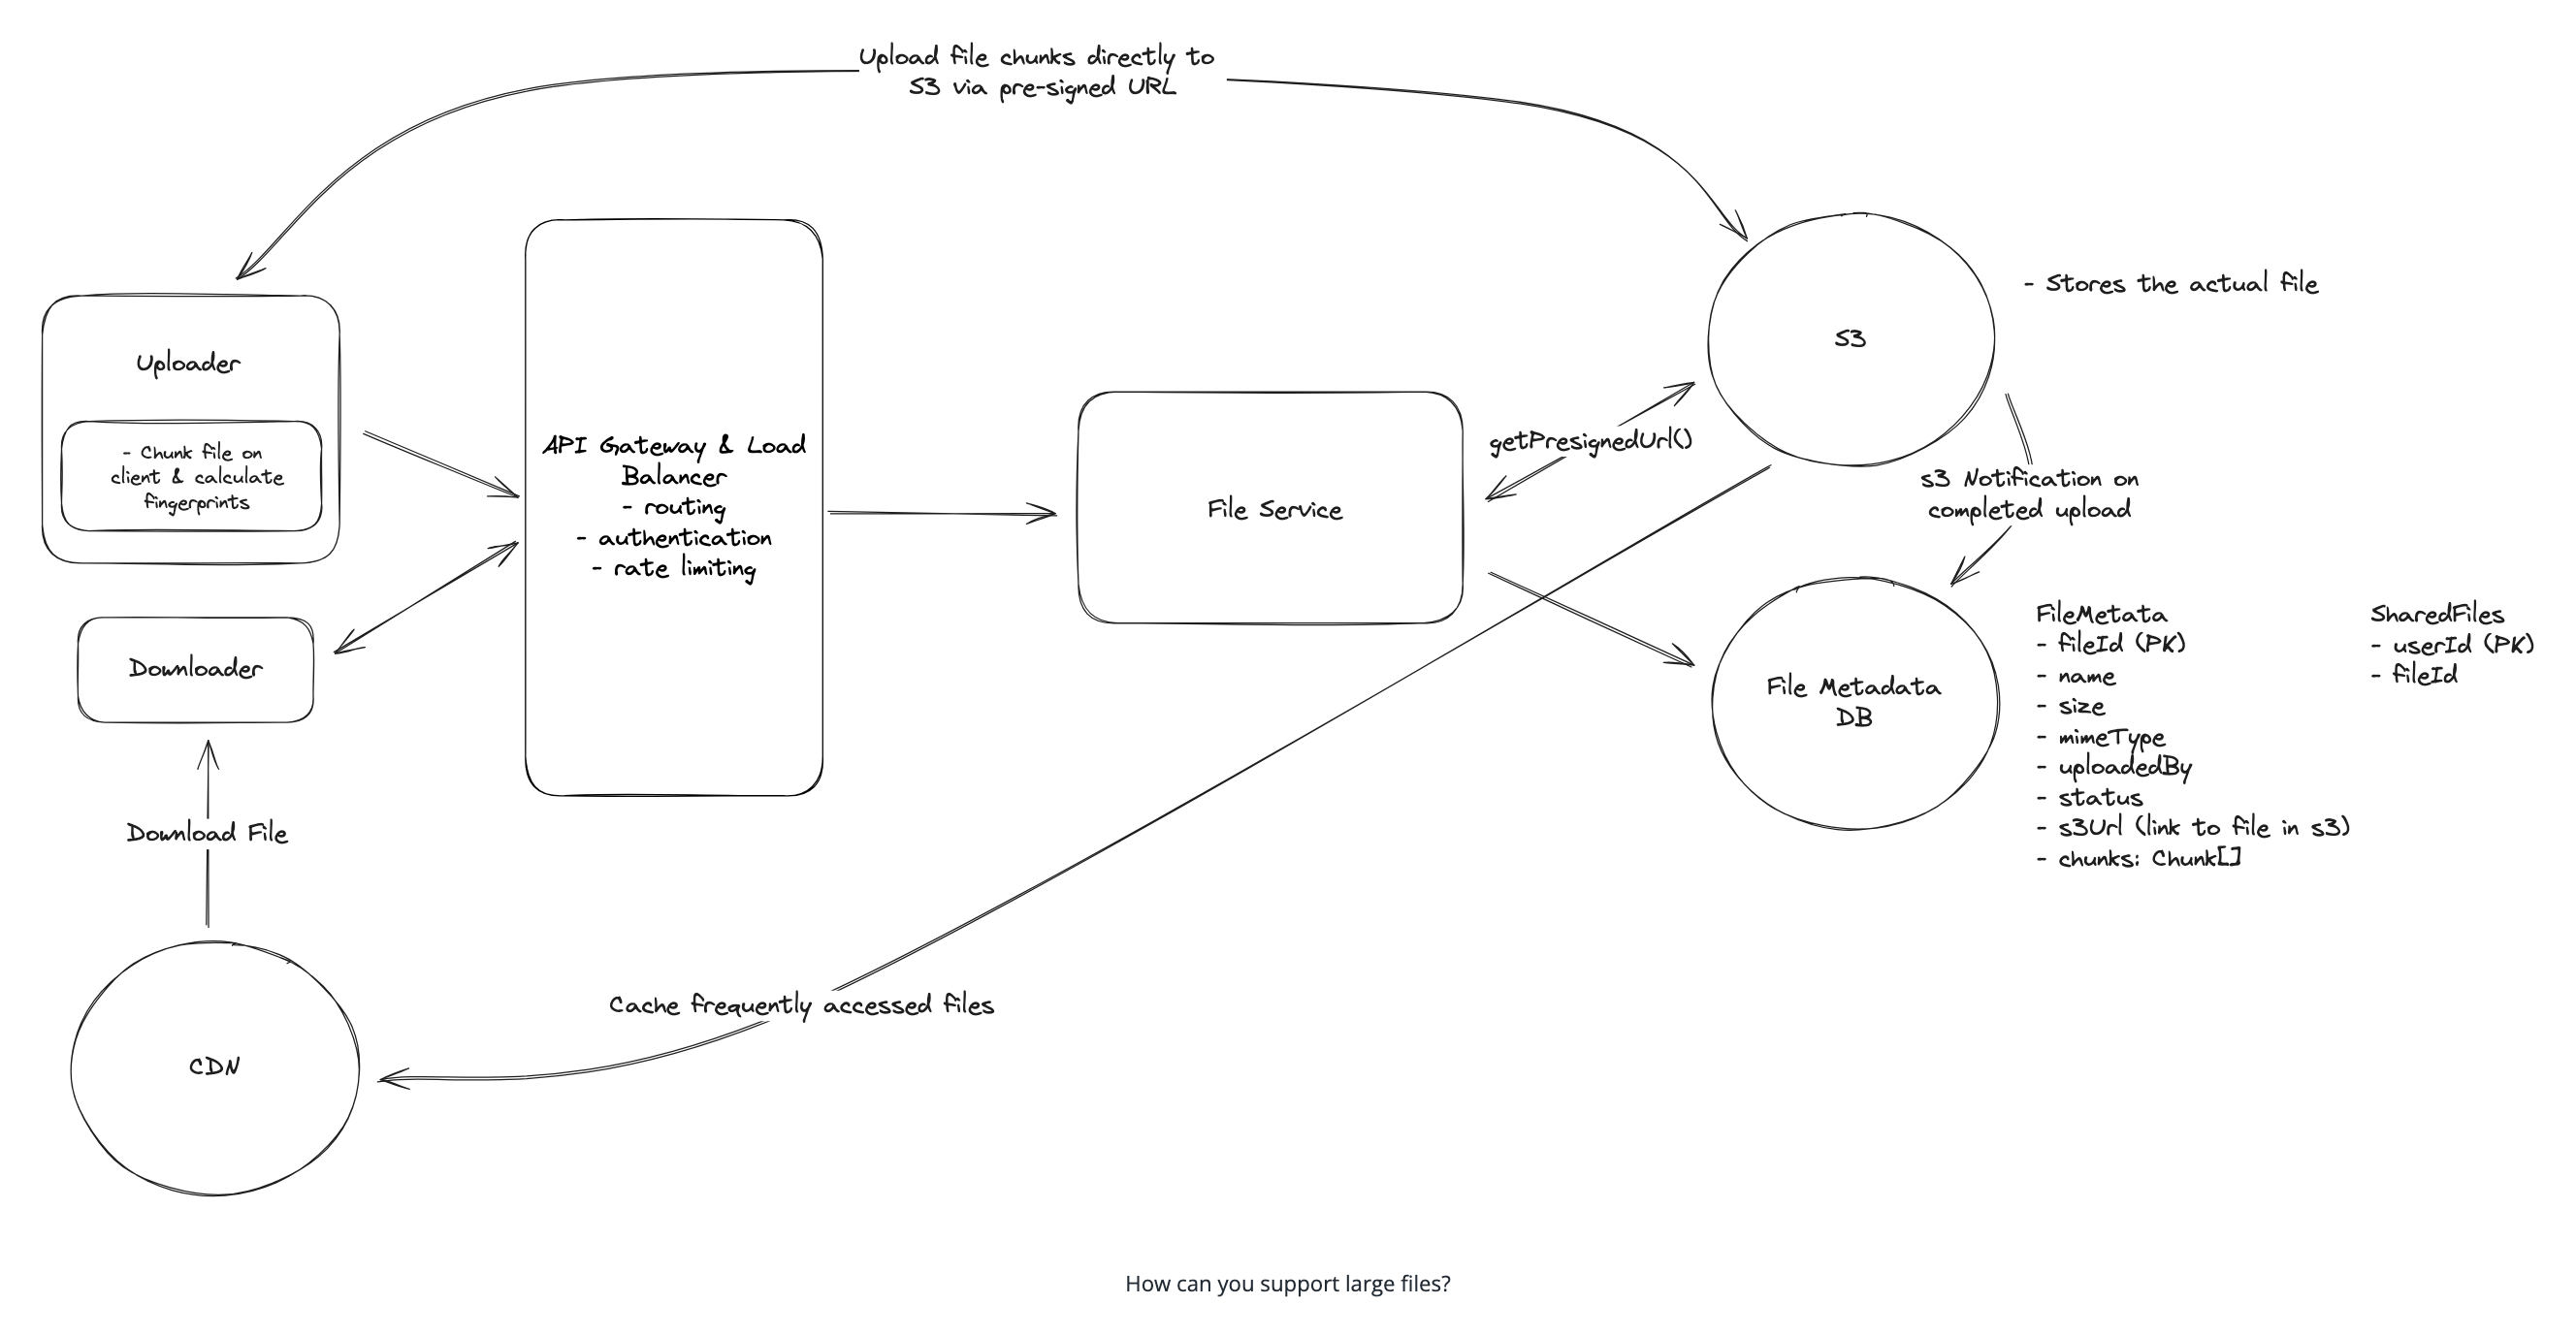 Upload file chunks directly to
S3 via pre-signed URL
Uploader
- Chunk file on
client & calculate
fingerprints
Downloader
Download File
CDN
API Gateway & Load
Balancer
- routing
- authentication
- rate limiting
File Service
getPresignedUrl()
S3
- Stores the actual file
s3 Notification on
completed upload
File Metadata
DB
FileMetata
- fileId (PK)
- name
- size
- mimeType
- uploadedBy
- status
- s3Url (link to file in s3)
- chunks: Chunk[]
SharedFiles
- userId (PK)
- fileId
Cache frequently accessed files
How can you support large files?